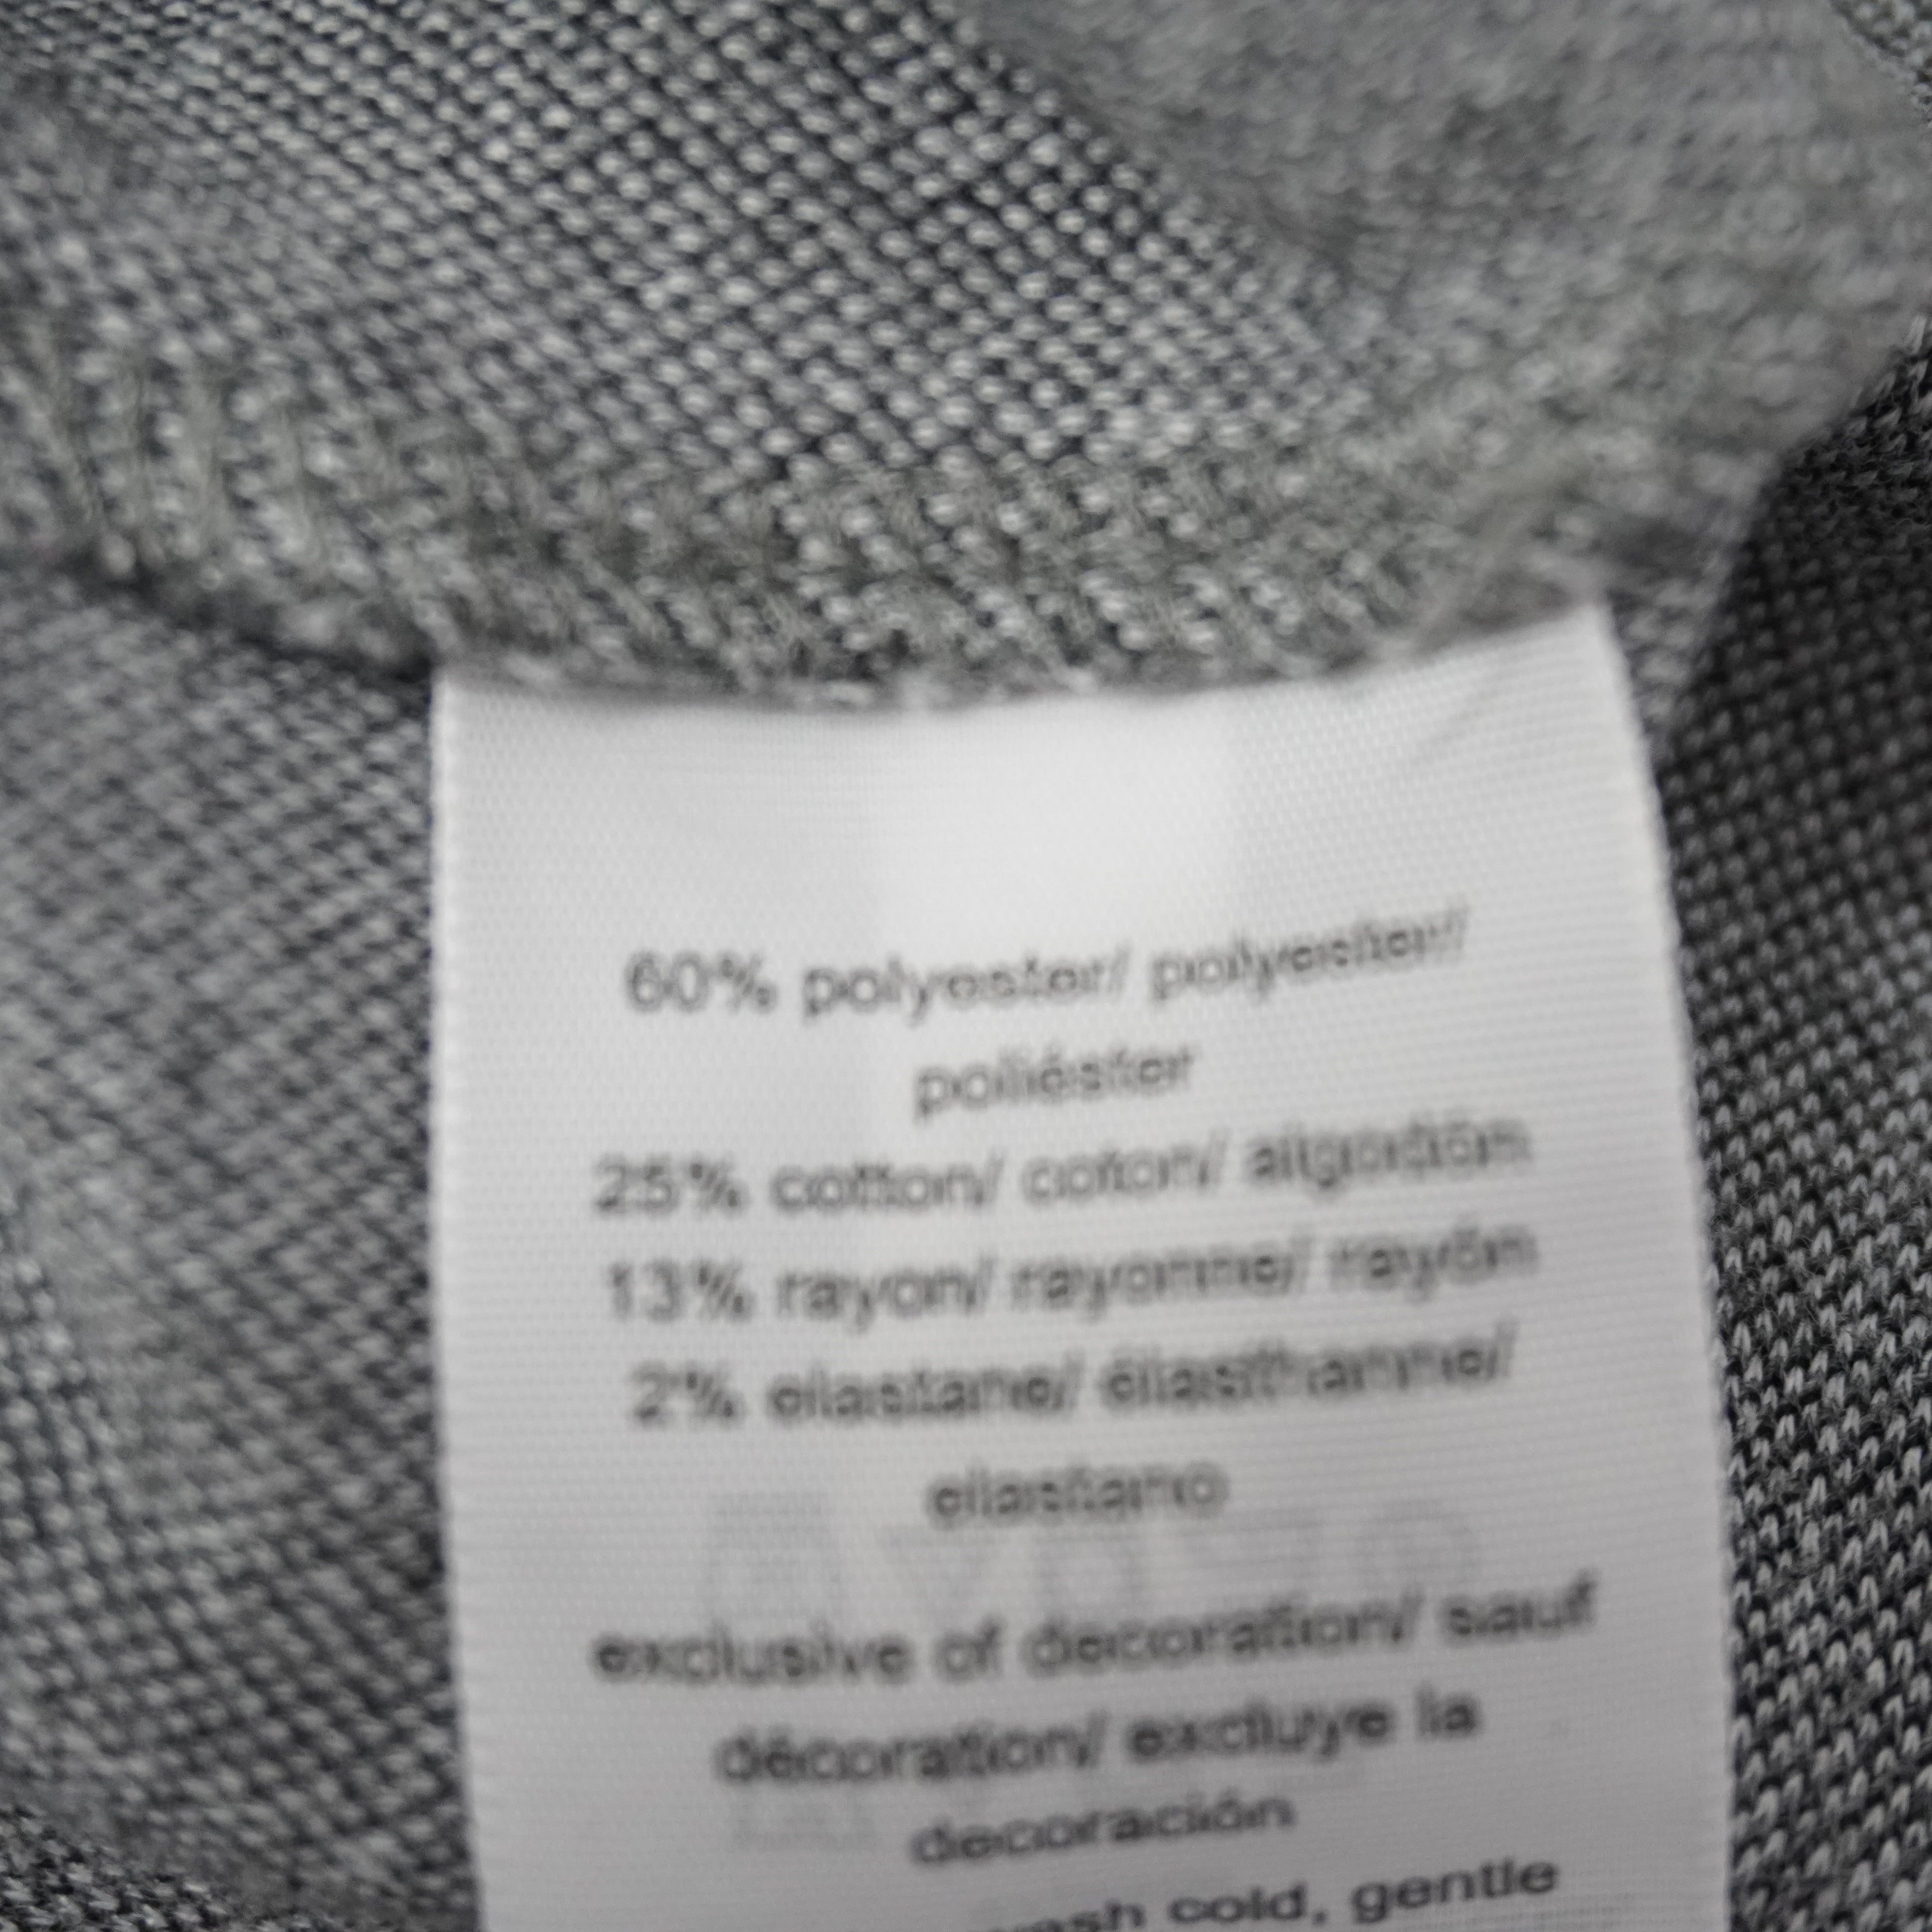 60% polyester/ polyester/
poliéster
25% cotton/ coton/ algodón
13% rayon/ rayonne/ rayón
2% elastane/ élasthanne/
elastano
exclusive of decoration/ sauf
décoration/ excluye la
decoración
cold, gentle